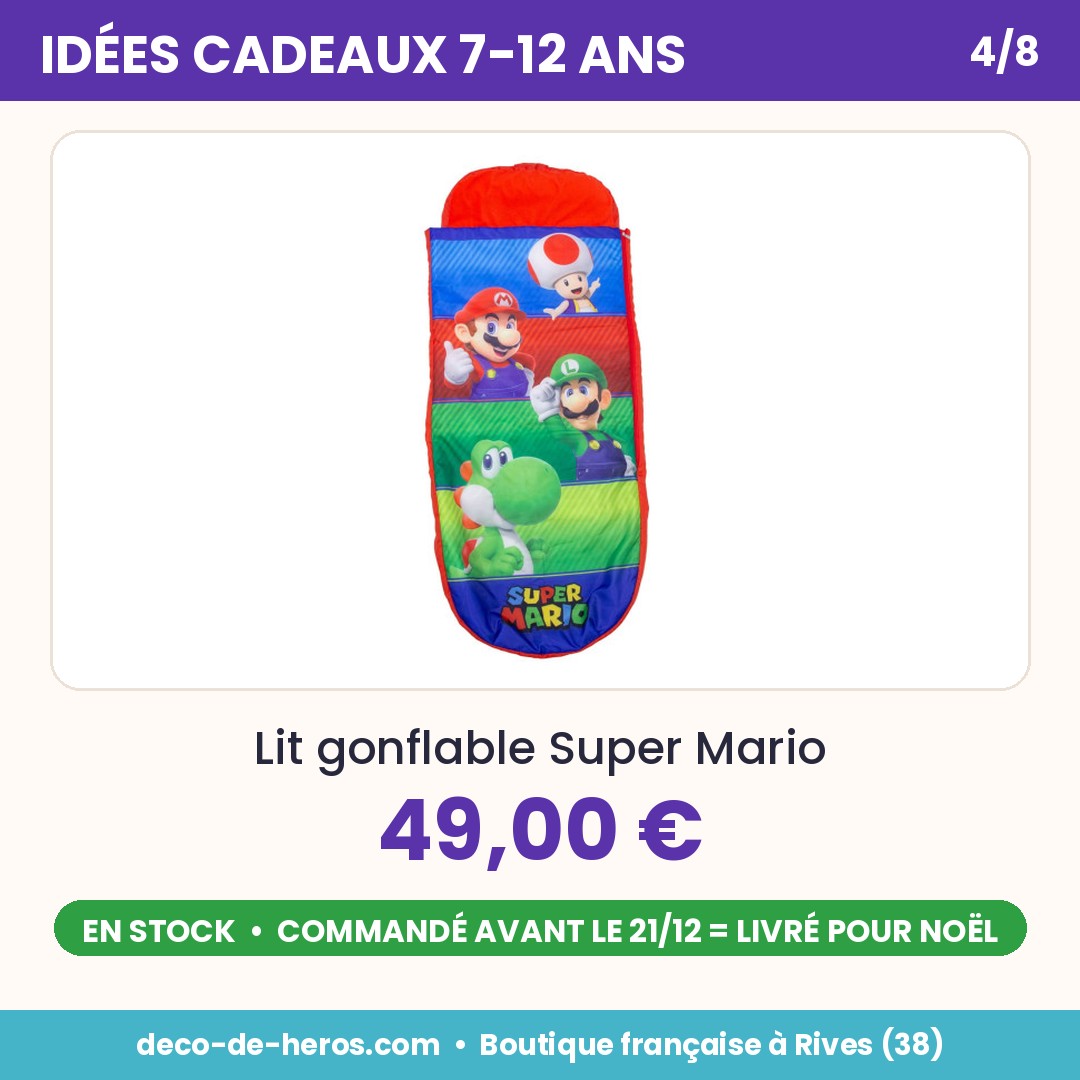 IDÉES CADEAUX 7-12 ANS
4/8
M
L
SUPER
MARIO
Lit gonflable Super Mario
49,00 €
EN STOCK • COMMANDÉ AVANT LE 21/12 = LIVRÉ POUR NOËL
deco-de-heros.com • Boutique française à Rives (38)